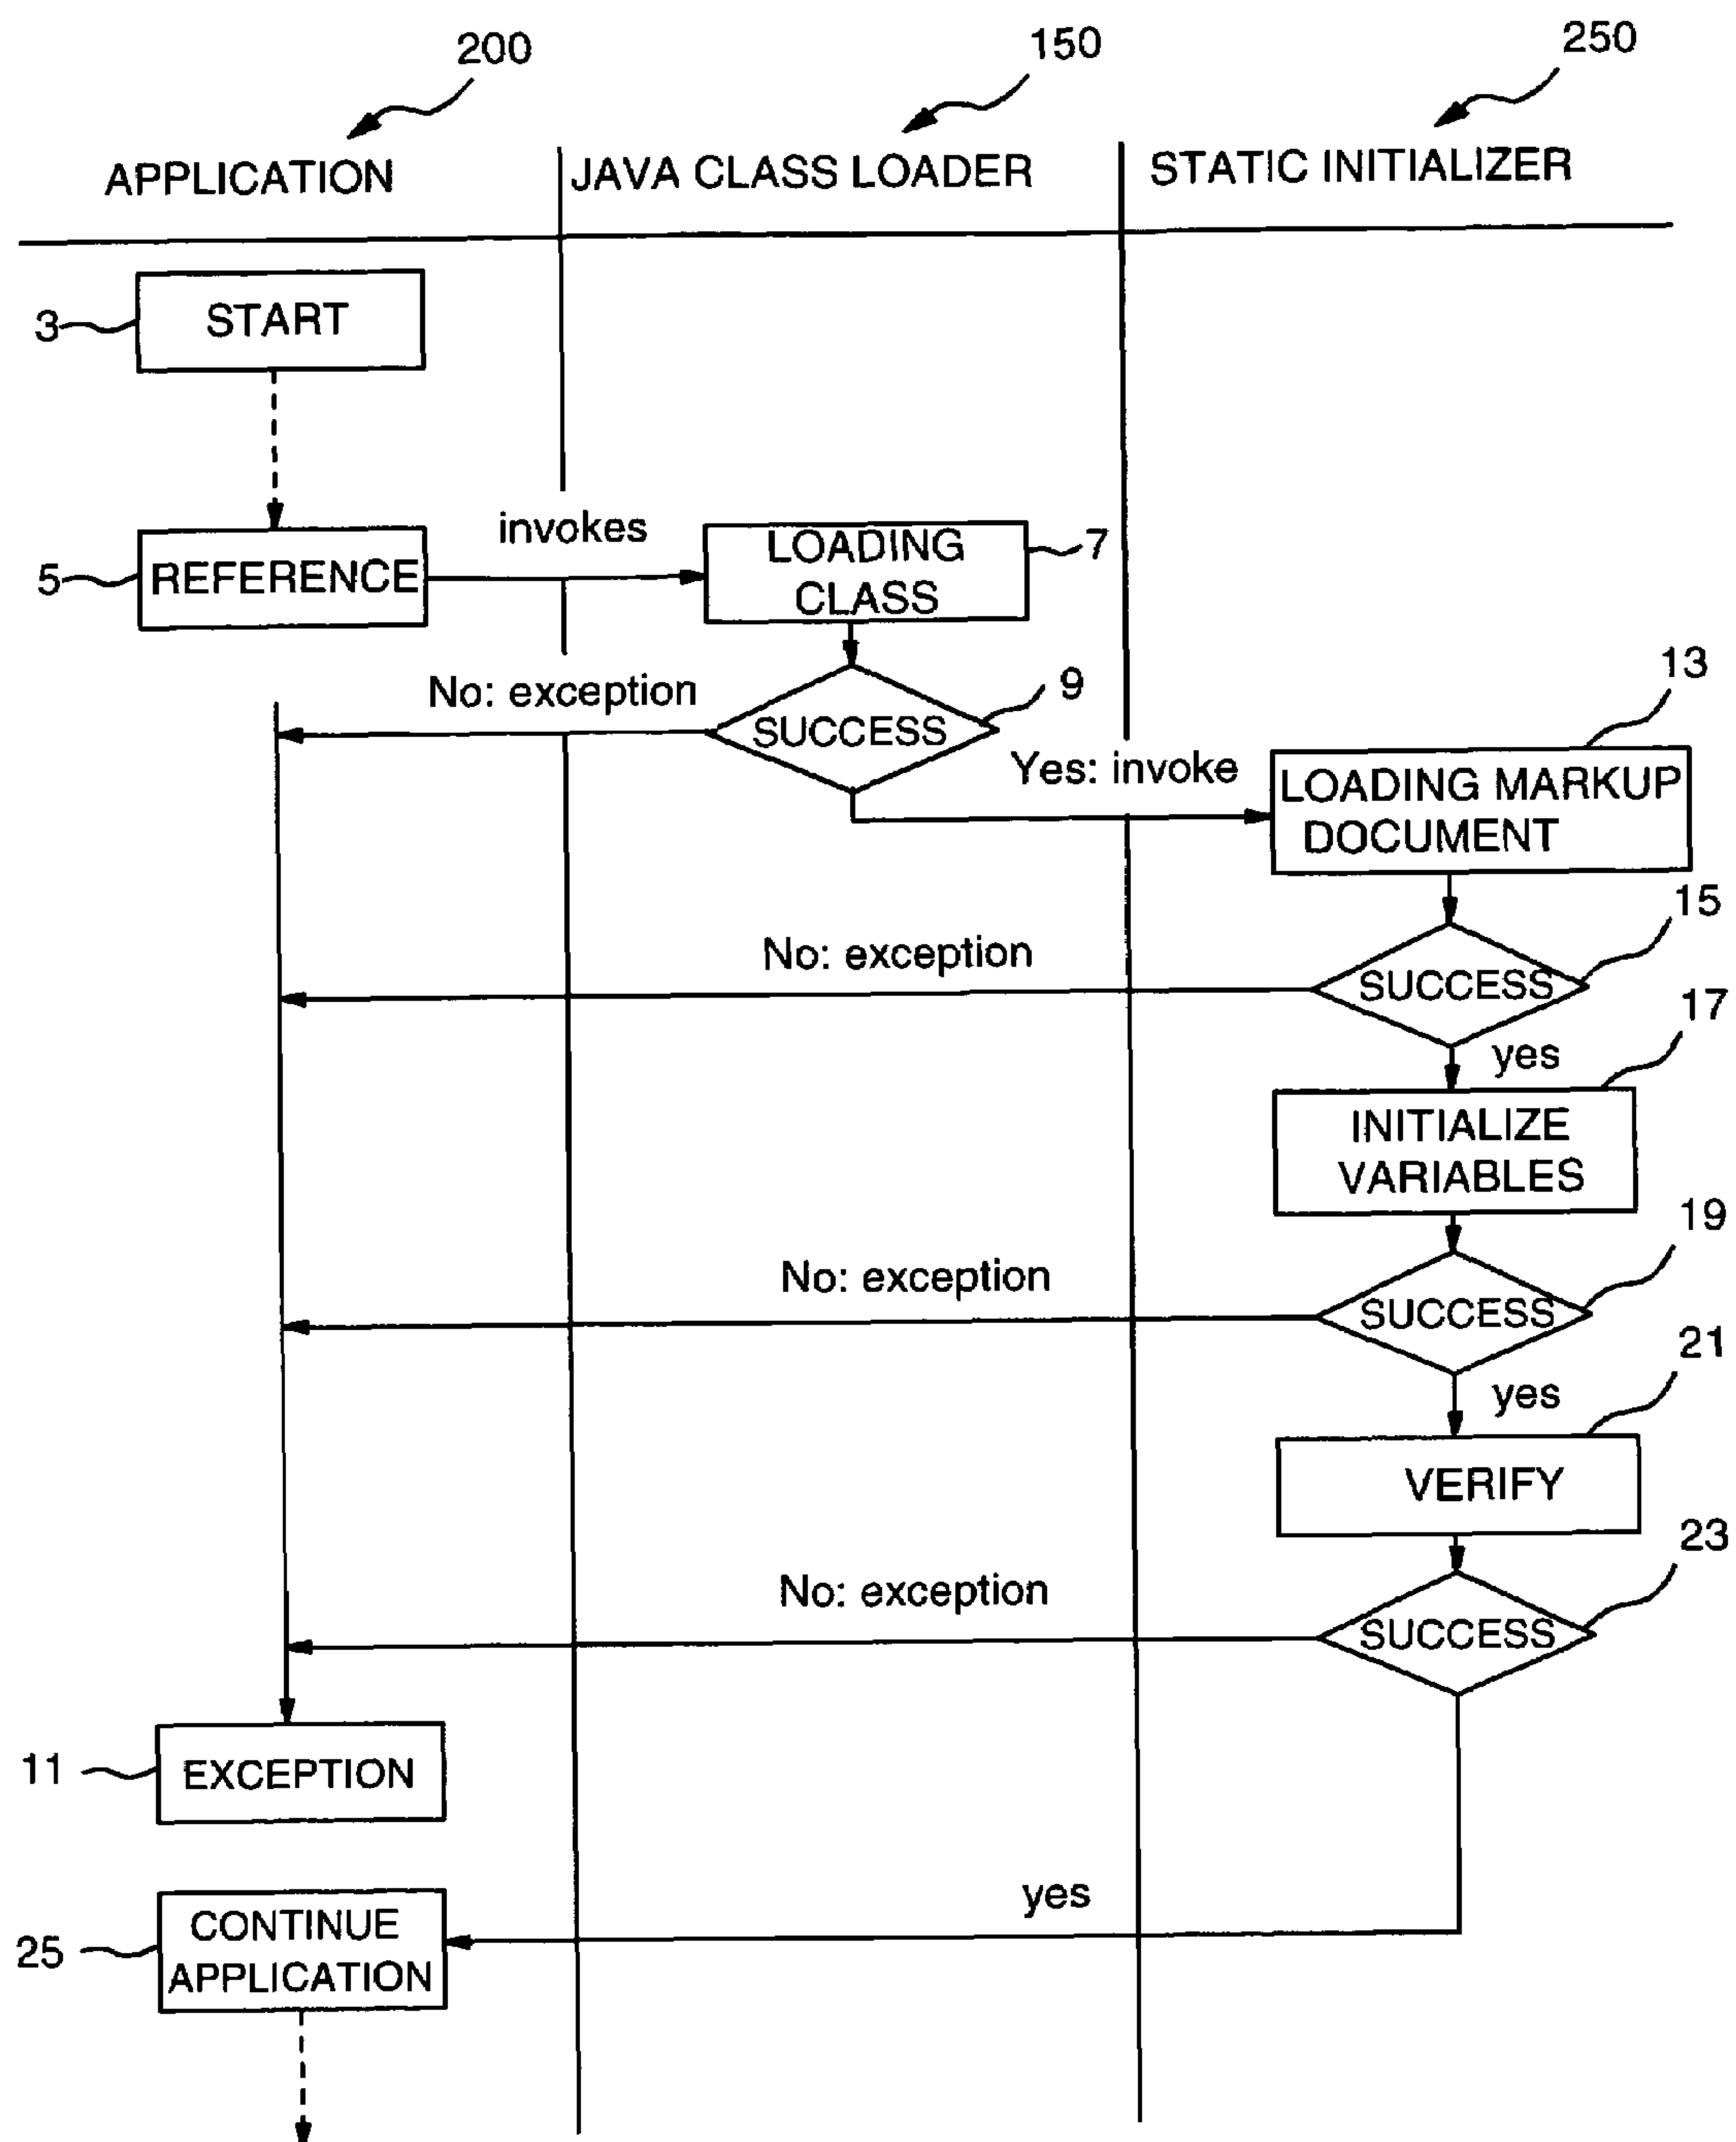 200
150
250
APPLICATION
JAVA CLASS LOADER
STATIC INITIALIZER
3
START
5
REFERENCE
invokes
LOADING
CLASS
7
No: exception
SUCCESS
9
Yes: invoke
13
LOADING MARKUP
DOCUMENT
15
No: exception
SUCCESS
yes
17
INITIALIZE
VARIABLES
19
No: exception
SUCCESS
yes
21
VERIFY
23
No: exception
SUCCESS
11
EXCEPTION
yes
25
CONTINUE
APPLICATION